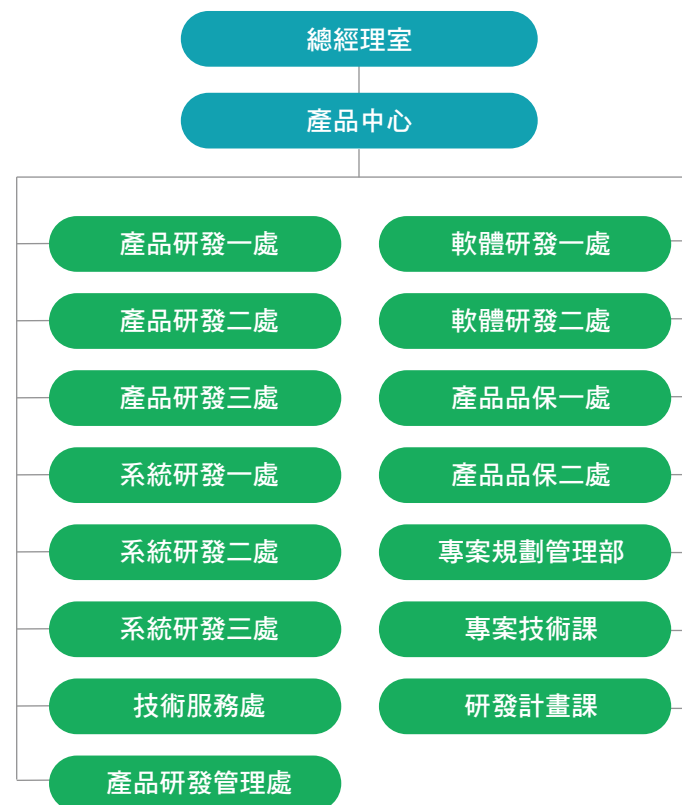 總經理室
產品中心
產品研發一處
產品研發二處
產品研發三處
系統研發一處
系統研發二處
系統研發三處
技術服務處
產品研發管理處
軟體研發一處
軟體研發二處
產品品保一處
產品品保二處
專案規劃管理部
專案技術課
研發計畫課